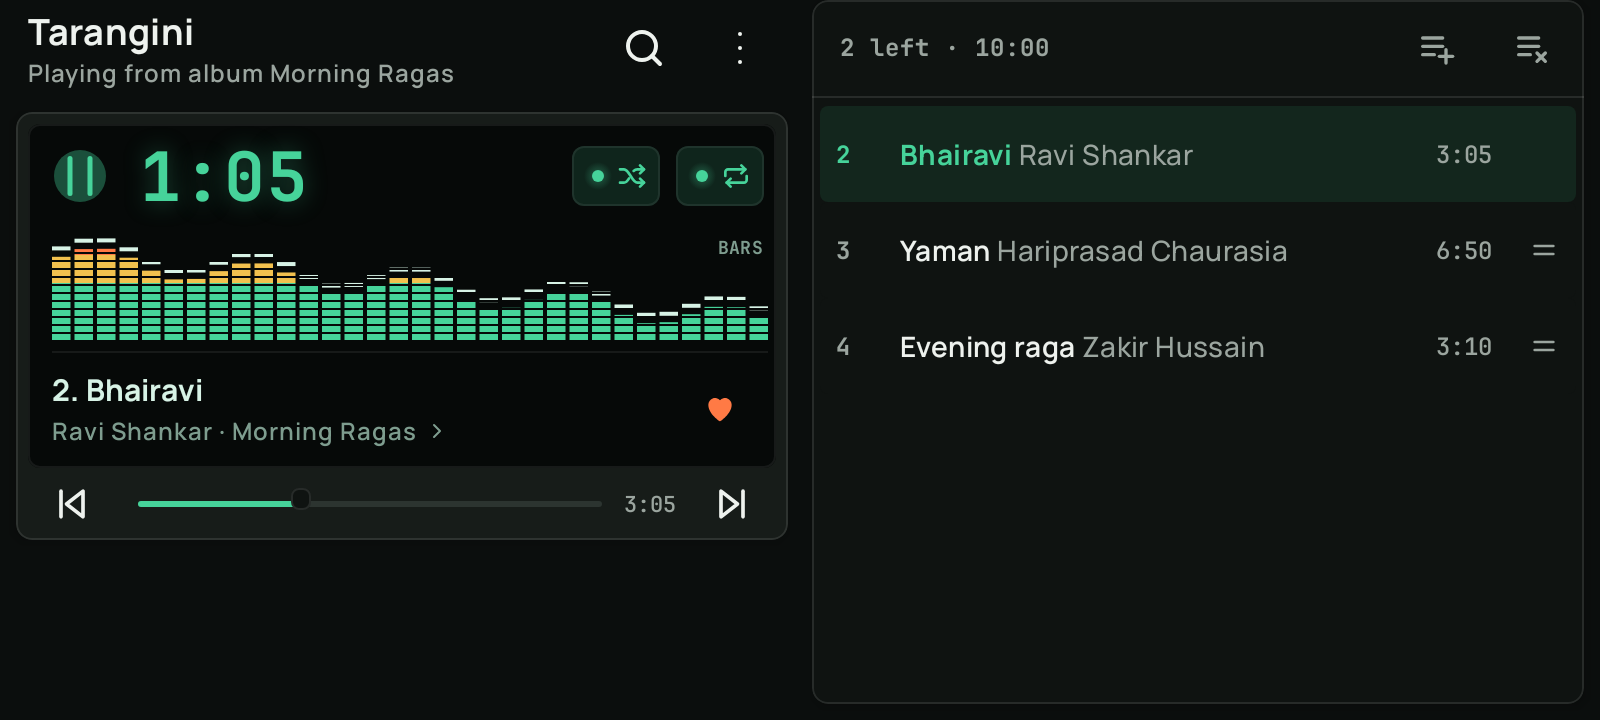 Tarangini
Playing from album Morning Ragas
1:05
BARS
2. Bhairavi
Ravi Shankar · Morning Ragas
3:05
2 left · 10:00
2 Bhairavi Ravi Shankar 3:05
3 Yaman Hariprasad Chaurasia 6:50
4 Evening raga Zakir Hussain 3:10